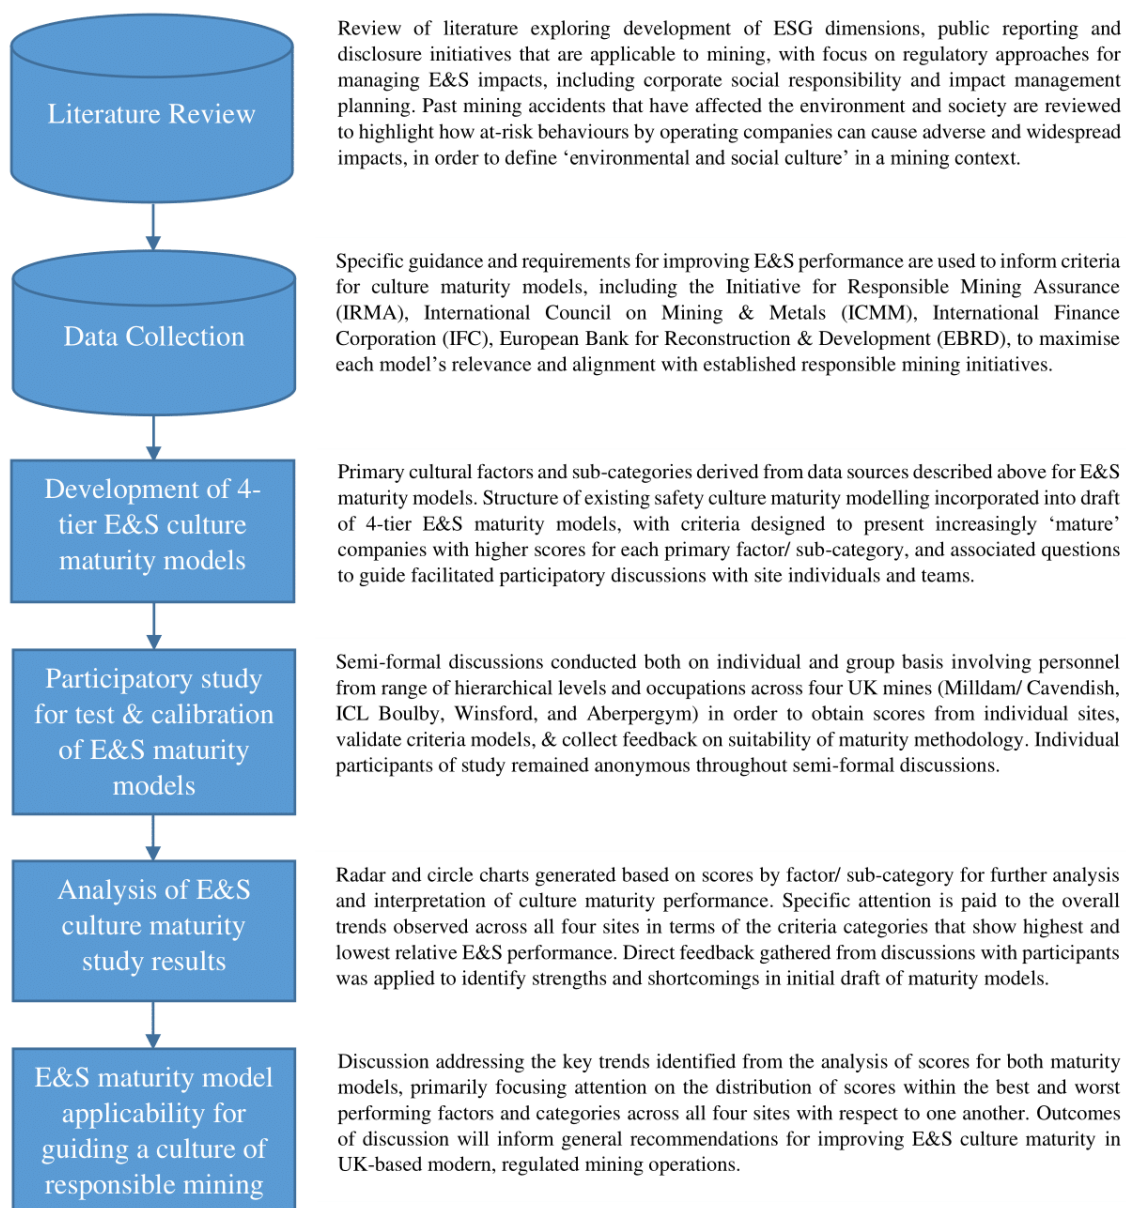 Literature Review
Review of literature exploring development of ESG dimensions, public reporting and
disclosure initiatives that are applicable to mining, with focus on regulatory approaches for
managing E&S impacts, including corporate social responsibility and impact management
planning. Past mining accidents that have affected the environment and society are reviewed
to highlight how at-risk behaviours by operating companies can cause adverse and widespread
impacts, in order to define ‘environmental and social culture’ in a mining context.
Data Collection
Specific guidance and requirements for improving E&S performance are used to inform criteria
for culture maturity models, including the Initiative for Responsible Mining Assurance
(IRMA), International Council on Mining & Metals (ICMM), International Finance
Corporation (IFC), European Bank for Reconstruction & Development (EBRD), to maximise
each model’s relevance and alignment with established responsible mining initiatives.
Development of 4-
tier E&S culture
maturity models
Primary cultural factors and sub-categories derived from data sources described above for E&S
maturity models. Structure of existing safety culture maturity modelling incorporated into draft
of 4-tier E&S maturity models, with criteria designed to present increasingly ‘mature’
companies with higher scores for each primary factor/ sub-category, and associated questions
to guide facilitated participatory discussions with site individuals and teams.
Participatory study
for test & calibration
of E&S maturity
models
Semi-formal discussions conducted both on individual and group basis involving personnel
from range of hierarchical levels and occupations across four UK mines (Milldam/ Cavendish,
ICL Boulby, Winsford, and Aberpergym) in order to obtain scores from individual sites,
validate criteria models, & collect feedback on suitability of maturity methodology. Individual
participants of study remained anonymous throughout semi-formal discussions.
Analysis of E&S
culture maturity
study results
Radar and circle charts generated based on scores by factor/ sub-category for further analysis
and interpretation of culture maturity performance. Specific attention is paid to the overall
trends observed across all four sites in terms of the criteria categories that show highest and
lowest relative E&S performance. Direct feedback gathered from discussions with participants
was applied to identify strengths and shortcomings in initial draft of maturity models.
E&S maturity model
applicability for
guiding a culture of
responsible mining
Discussion addressing the key trends identified from the analysis of scores for both maturity
models, primarily focusing attention on the distribution of scores within the best and worst
performing factors and categories across all four sites with respect to one another. Outcomes
of discussion will inform general recommendations for improving E&S culture maturity in
UK-based modern, regulated mining operations.